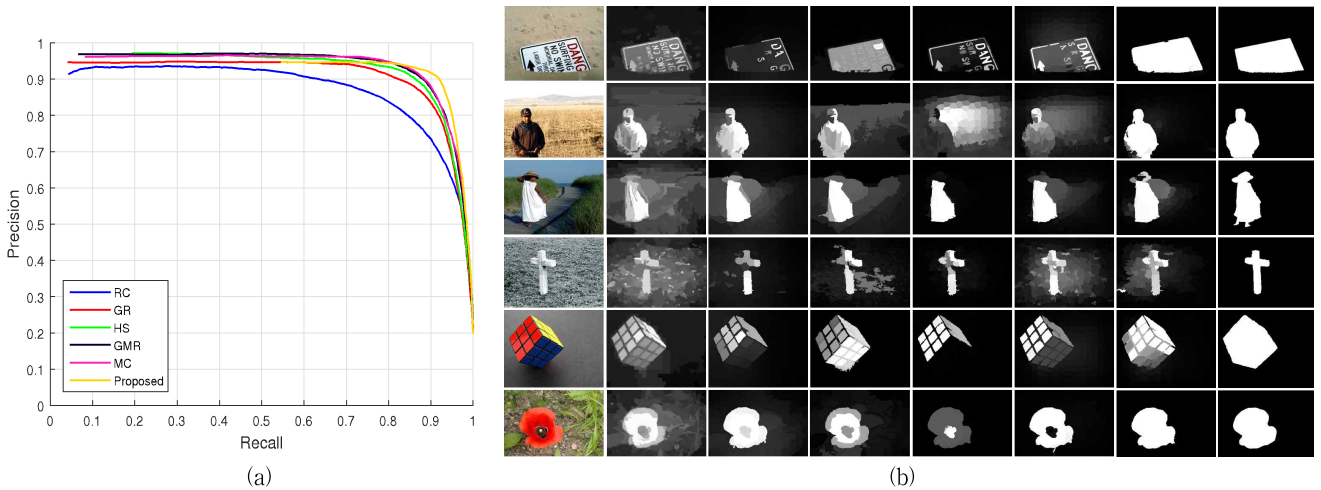 1
0.9
0.8
0.7
0.6
0.5
0.4
0.3
0.2
0.1
0
Precision
RC
GR
HS
GMR
MC
Proposed
0 0.1 0.2 0.3 0.4 0.5 0.6 0.7 0.8 0.9 1
Recall
(a)
DANG
SURFING
NO SWIM
(b)